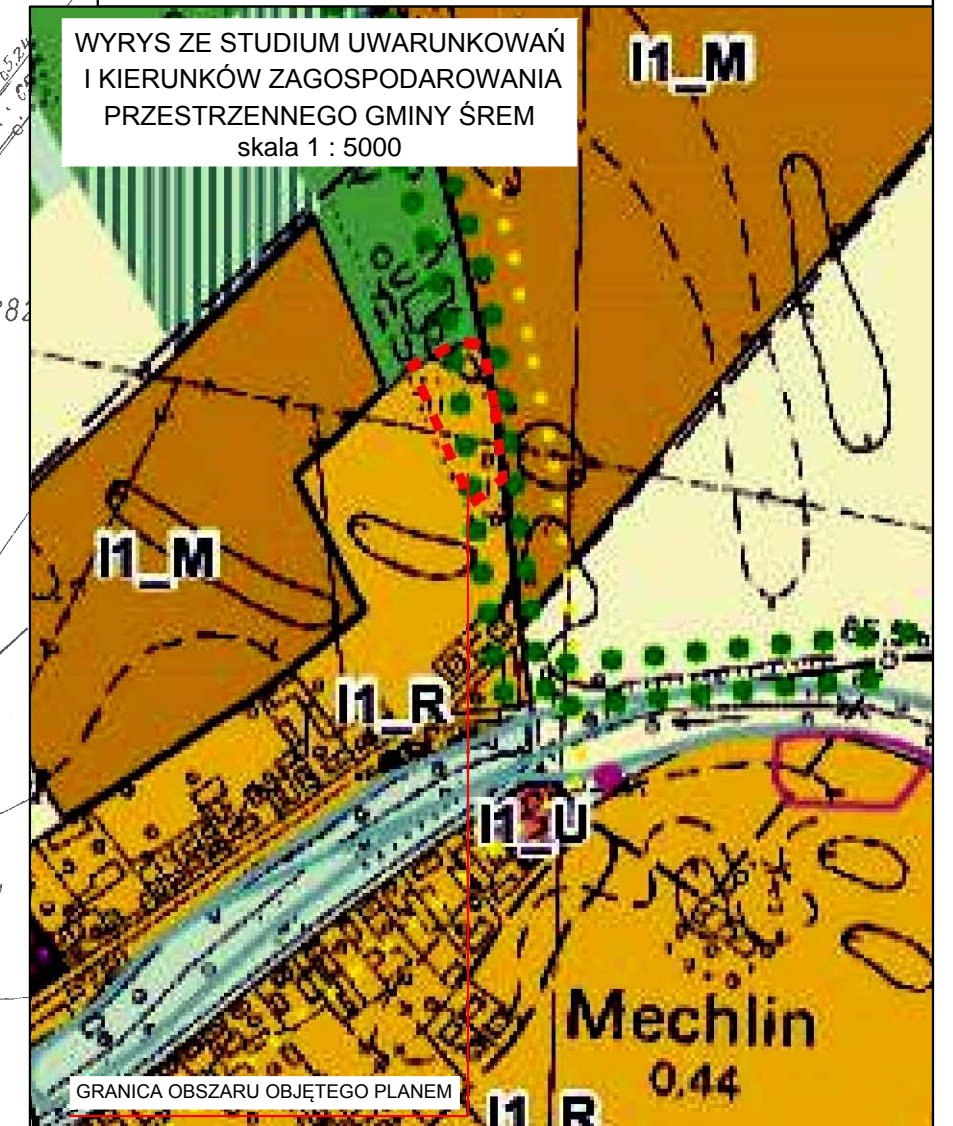 WYRYS ZE STUDIUM UWARUNKOWAŃ
I KIERUNKÓW ZAGOSPODAROWANIA
PRZESTRZENNEGO GMINY ŚREM
skala 1 : 5000
I1_M
I1_M
I1_R
I1_U
Mechlin
0,44
GRANICA OBSZARU OBJĘTEGO PLANEM
I1_R